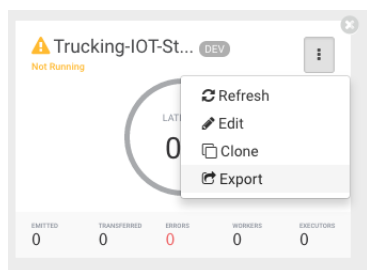 Trucking-IOT-St... DEV
Not Running
Refresh
Edit
Clone
Export
0
EMITTED TRANSFERRED ERRORS WORKERS EXECUTORS
0 0 0 0 0